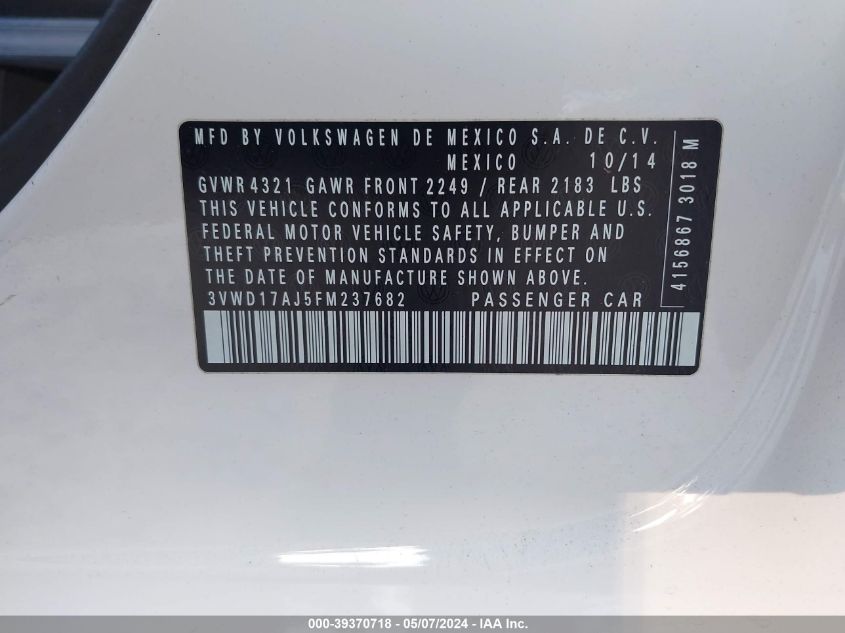 MFD BY VOLKSWAGEN DE MEXICO S.A. DE C.V.
MEXICO 10/14
GVWR 4321 GAWR FRONT 2249 / REAR 2183 LBS
THIS VEHICLE CONFORMS TO ALL APPLICABLE U.S.
FEDERAL MOTOR VEHICLE SAFETY, BUMPER AND
THEFT PREVENTION STANDARDS IN EFFECT ON
THE DATE OF MANUFACTURE SHOWN ABOVE.
3VWD17AJ5FM237682 PASSENGER CAR
4156867 3018 M
000-39370718 - 05/07/2024 - IAA Inc.